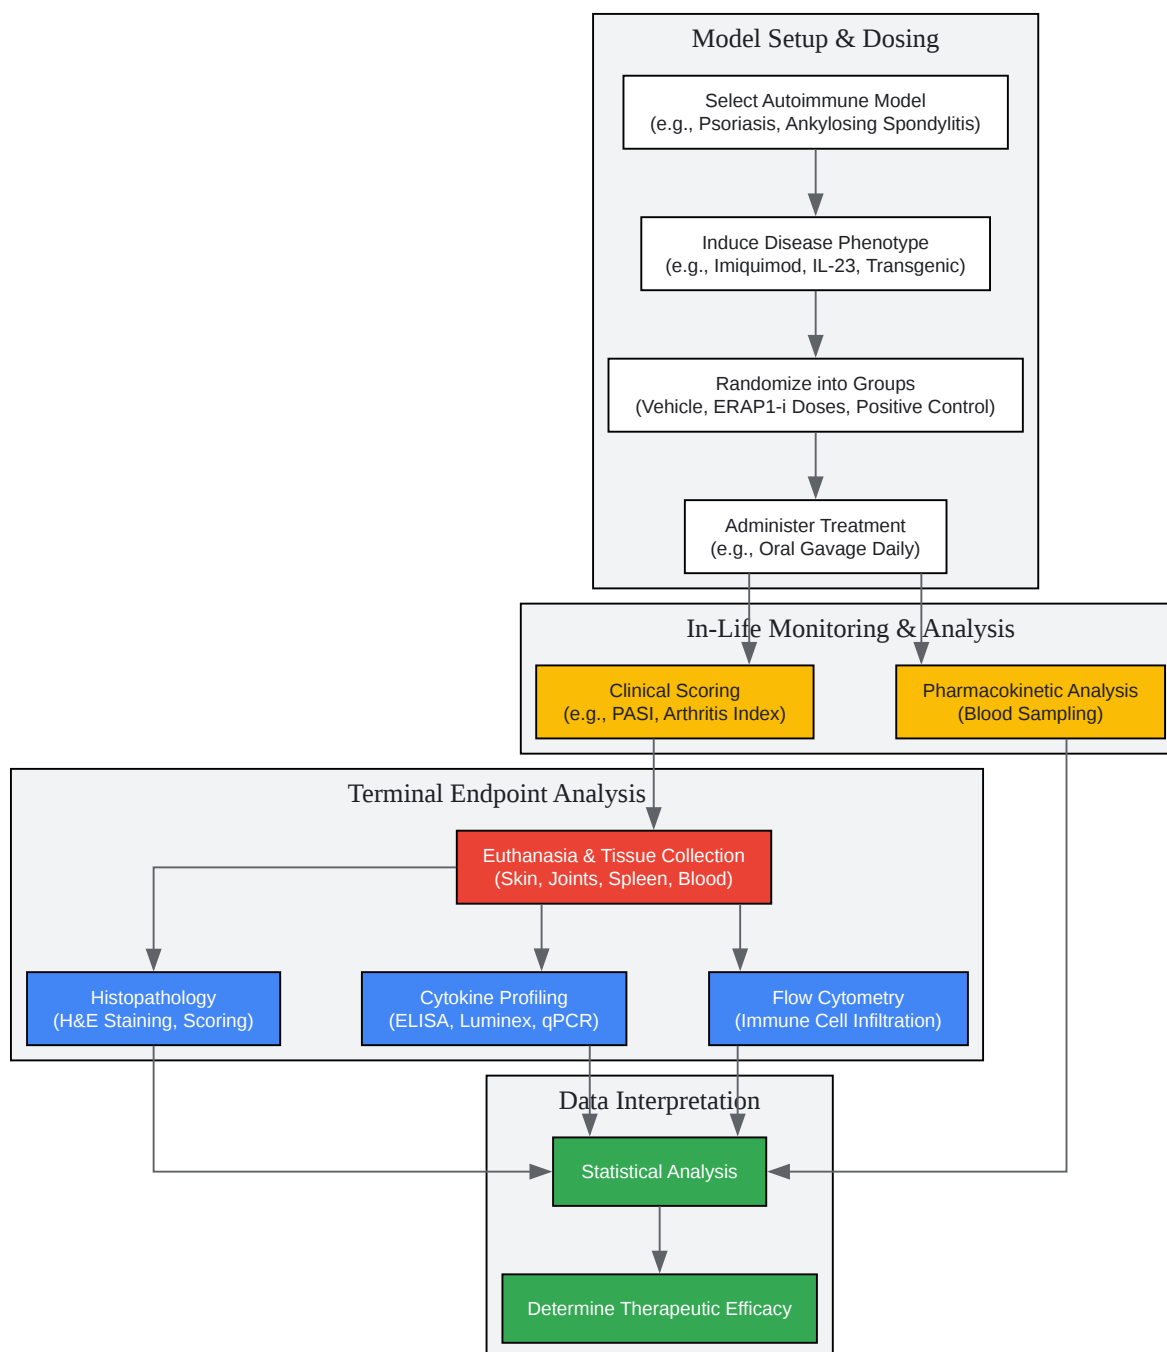 Model Setup & Dosing
Select Autoimmune Model
(e.g., Psoriasis, Ankylosing Spondylitis)
Induce Disease Phenotype
(e.g., Imiquimod, IL-23, Transgenic)
Randomize into Groups
(Vehicle, ERAP1-i Doses, Positive Control)
Administer Treatment
(e.g., Oral Gavage Daily)
In-Life Monitoring & Analysis
Clinical Scoring
(e.g., PASI, Arthritis Index)
Pharmacokinetic Analysis
(Blood Sampling)
Terminal Endpoint Analysis
Euthanasia & Tissue Collection
(Skin, Joints, Spleen, Blood)
Histopathology
(H&E Staining, Scoring)
Cytokine Profiling
(ELISA, Luminex, qPCR)
Flow Cytometry
(Immune Cell Infiltration)
Data Interpretation
Statistical Analysis
Determine Therapeutic Efficacy